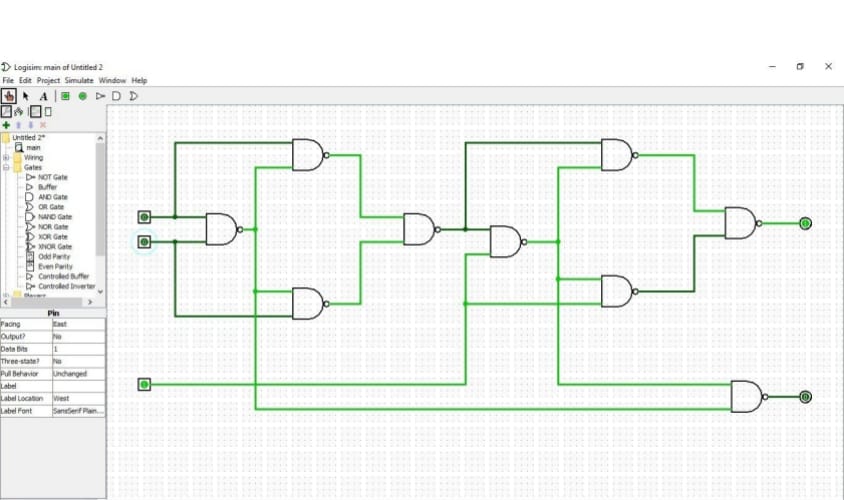 Logisim: main of Untitled 2
File Edit Project Simulate Window Help
A
Untitled 2*
main
Wiring
Gates
NOT Gate
Buffer
AND Gate
OR Gate
NAND Gate
NOR Gate
XOR Gate
XNOR Gate
Odd Parity
Even Parity
Controlled Buffer
Controlled Inverter
Plexers
Pin
Facing East
Output? No
Data Bits 1
Three-state? No
Pull Behavior Unchanged
Label
Label Location West
Label Font SansSerif Plain...